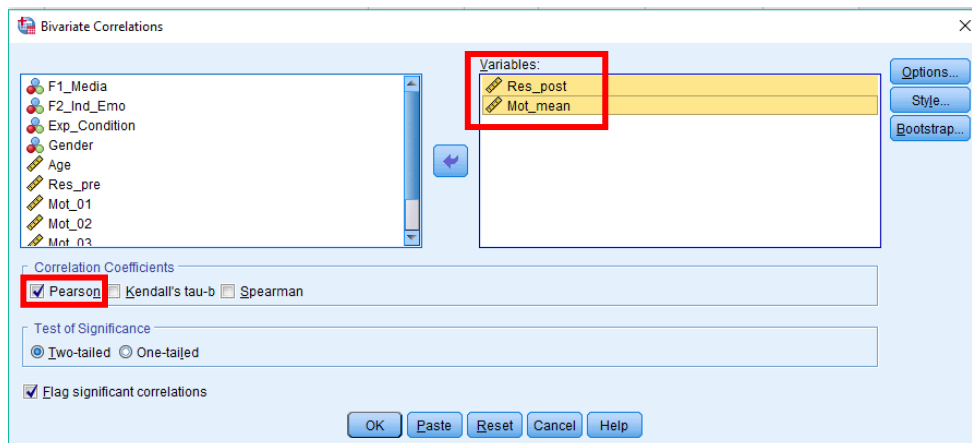 Bivariate Correlations
Variables:
F1_Media
F2_Ind_Emo
Exp_Condition
Gender
Age
Res_pre
Mot_01
Mot_02
Mot_03
Res_post
Mot_mean
Options...
Style...
Bootstrap...
Correlation Coefficients
Pearson Kendall's tau-b Spearman
Test of Significance
Two-tailed One-tailed
Flag significant correlations
OK Paste Reset Cancel Help